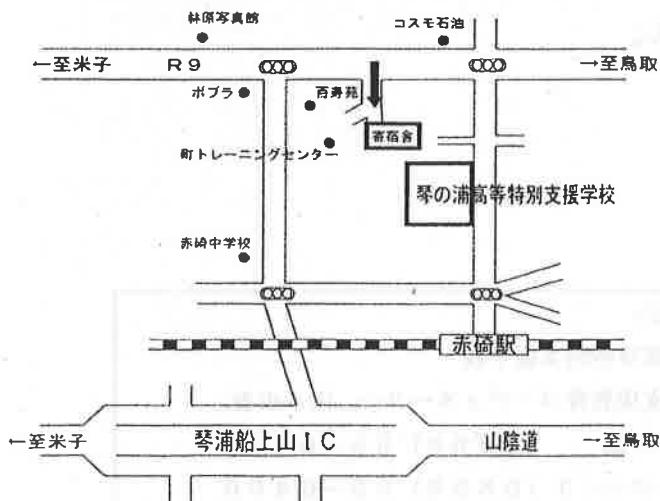 林原写真館
コスモ石油
←至米子
R9
→至鳥取
ポプラ
百寿苑
寄宿舎
町トレーニングセンター
琴の浦高等特別支援学校
赤崎中学校
赤碕駅
←至米子
琴浦船上山IC
山陰道
→至鳥取